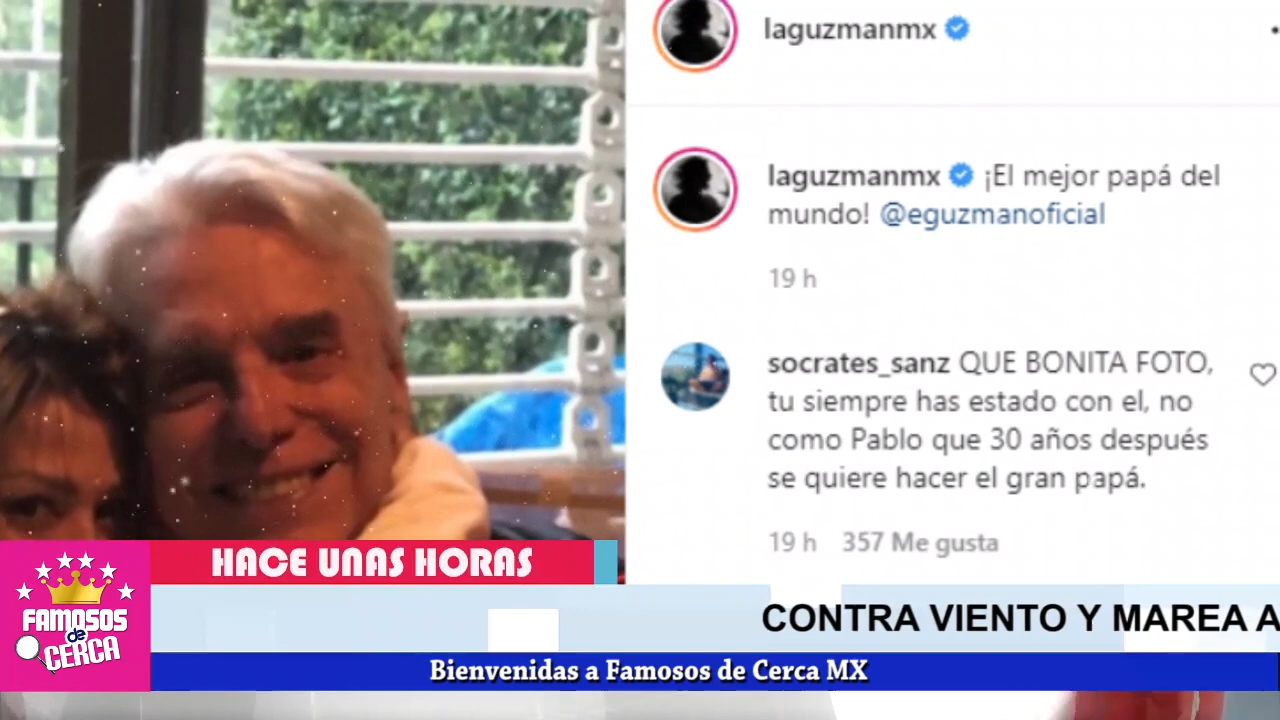 laguzmanmx
laguzmanmx ¡El mejor papá del
mundo! @eguzmanoficial
19 h
socrates_sanz QUE BONITA FOTO,
tu siempre has estado con el, no
como Pablo que 30 años después
se quiere hacer el gran papá.
19 h 357 Me gusta
HACE UNAS HORAS
FAMOSOS
de
CERCA
CONTRA VIENTO Y MAREA A
Bienvenidas a Famosos de Cerca MX